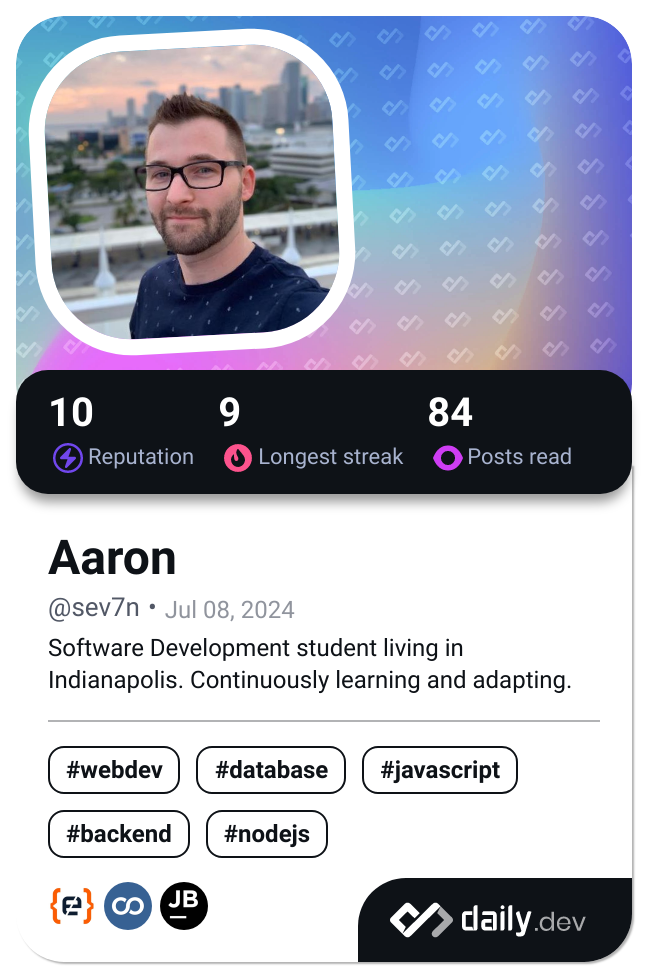 10 9 84
Reputation Longest streak Posts read
Aaron
@sev7n • Jul 08, 2024
Software Development student living in
Indianapolis. Continuously learning and adapting.
#webdev #database #javascript
#backend #nodejs
JB
daily.dev